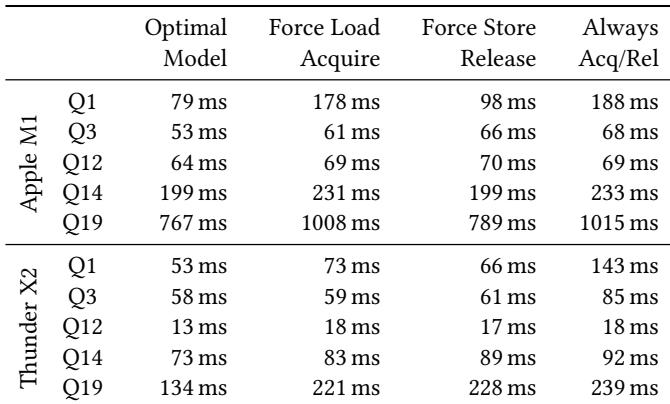 Optimal Force Load Force Store Always
Model Acquire Release Acq/Rel
Apple M1
Q1 79 ms 178 ms 98 ms 188 ms
Q3 53 ms 61 ms 66 ms 68 ms
Q12 64 ms 69 ms 70 ms 69 ms
Q14 199 ms 231 ms 199 ms 233 ms
Q19 767 ms 1008 ms 789 ms 1015 ms
Thunder X2
Q1 53 ms 73 ms 66 ms 143 ms
Q3 58 ms 59 ms 61 ms 85 ms
Q12 13 ms 18 ms 17 ms 18 ms
Q14 73 ms 83 ms 89 ms 92 ms
Q19 134 ms 221 ms 228 ms 239 ms